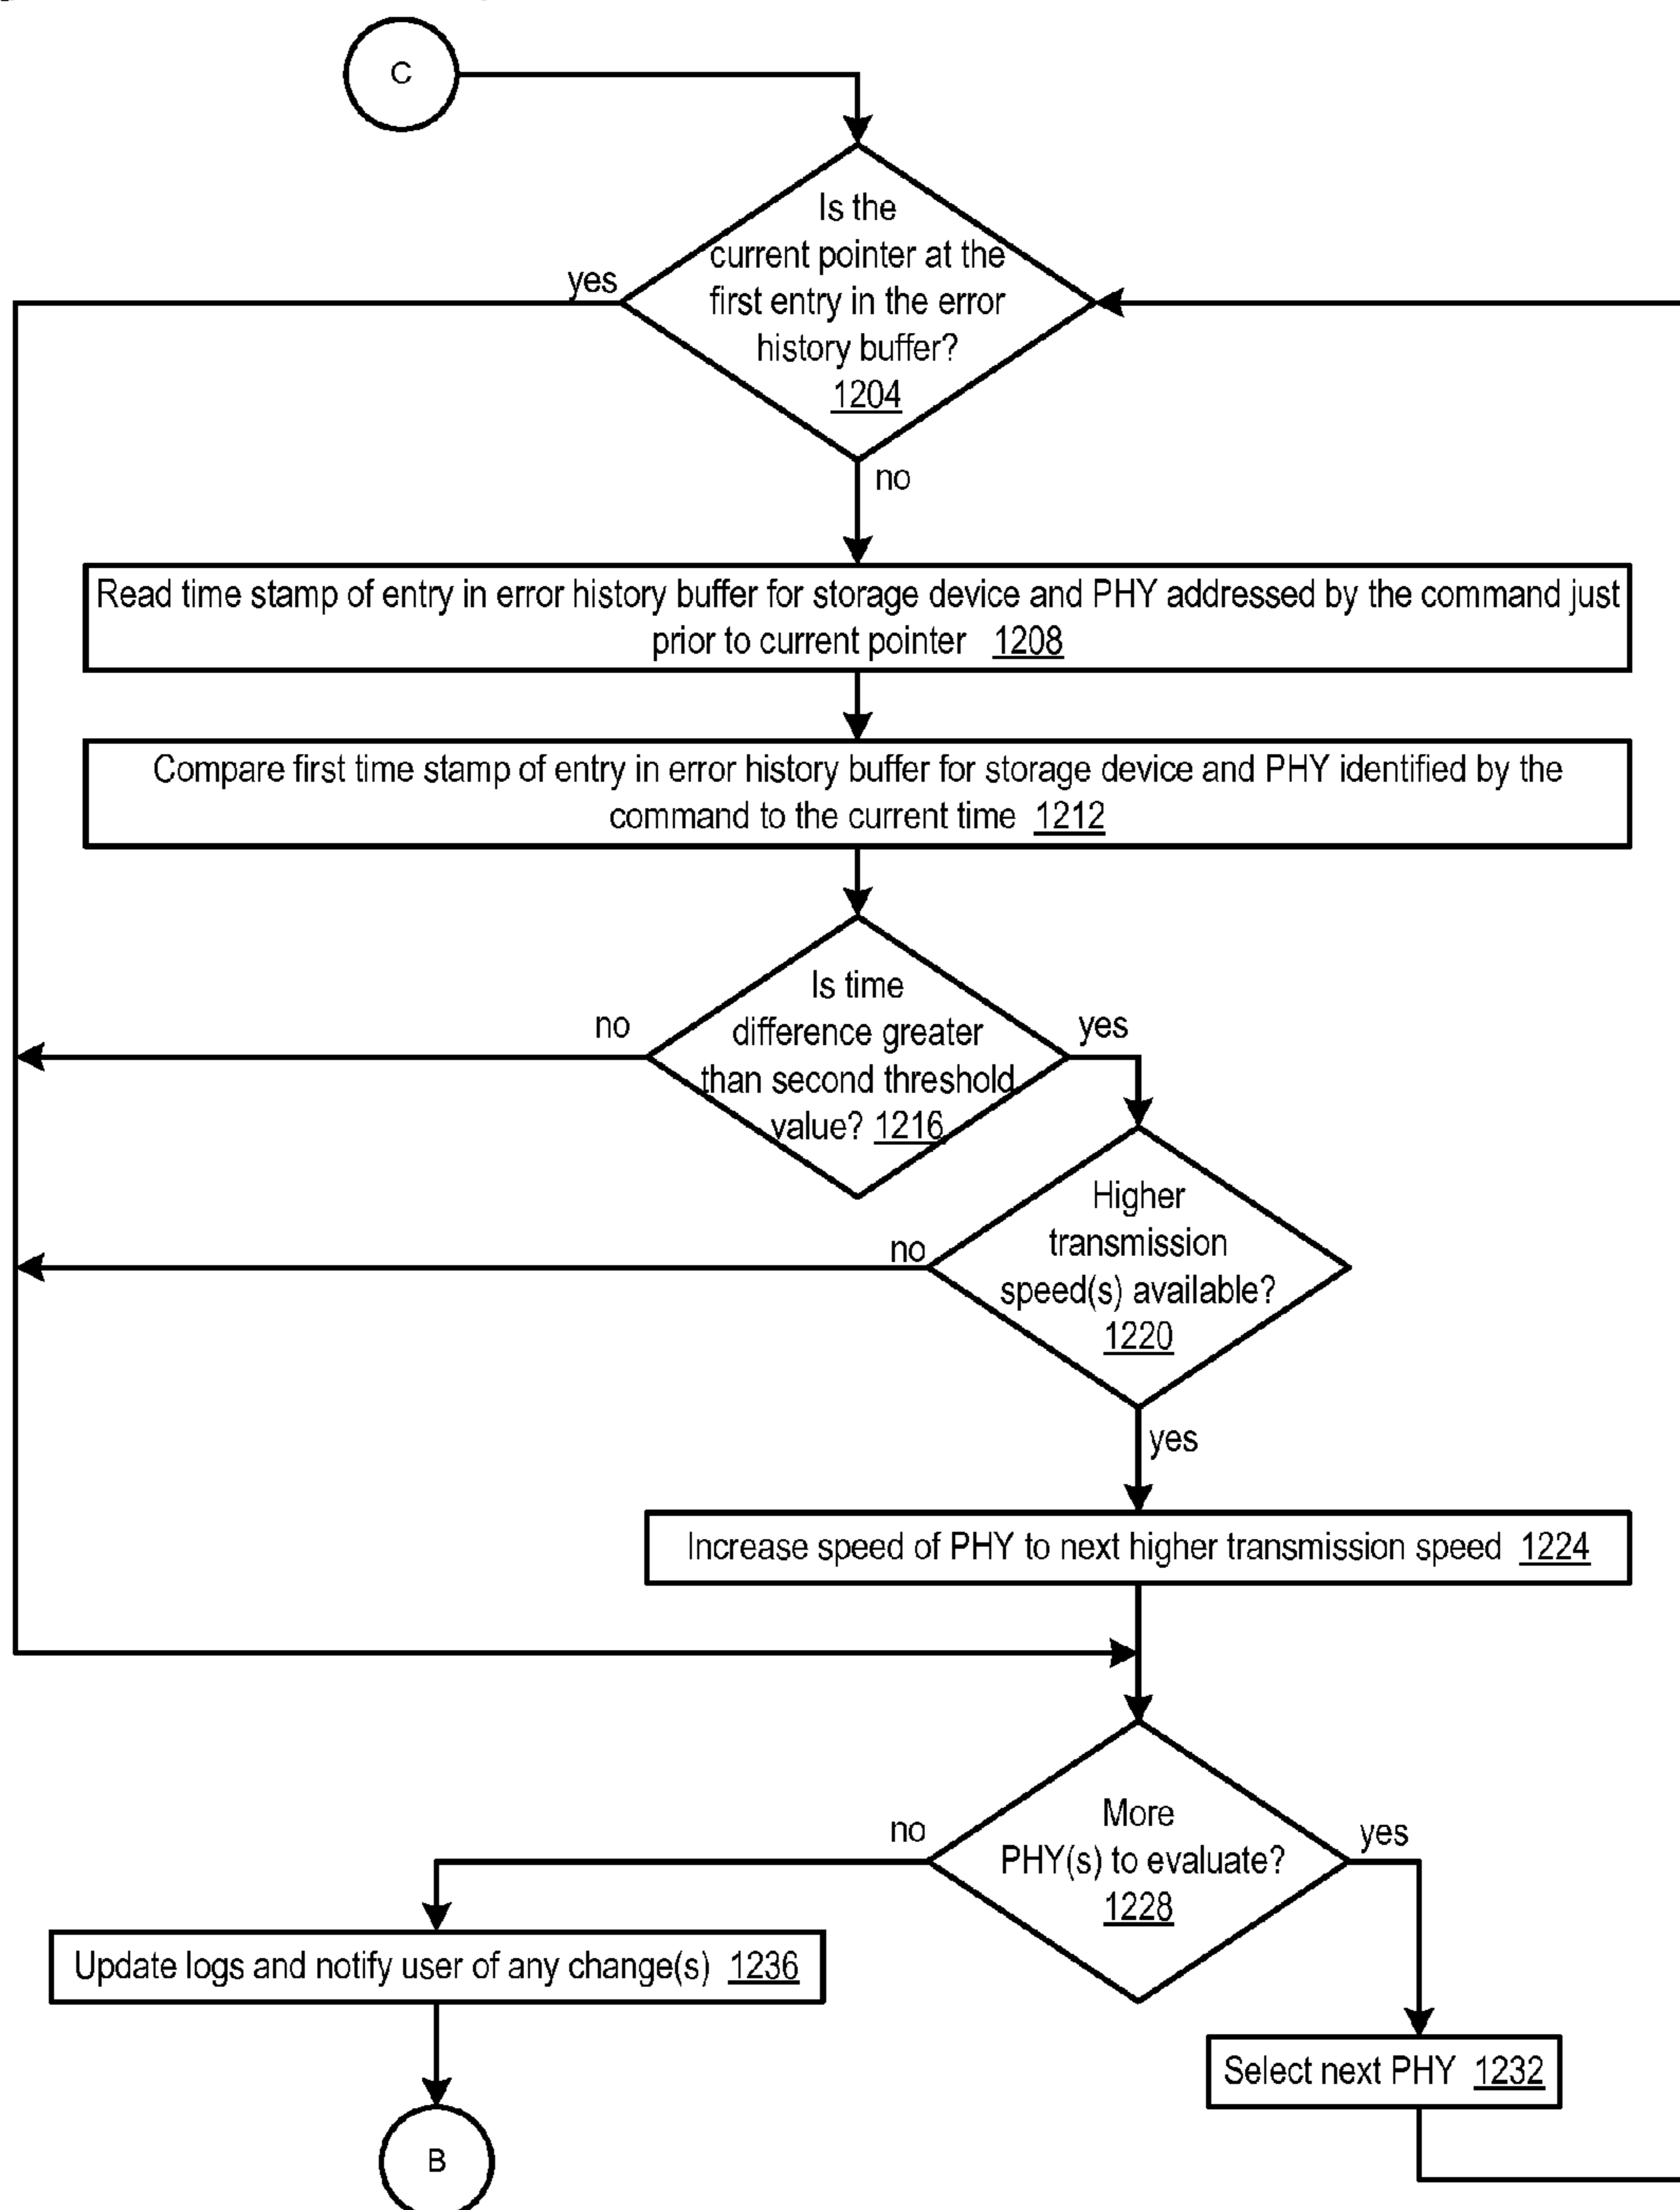 C
Is the
current pointer at the
first entry in the error
history buffer?
1204
yes
no
Read time stamp of entry in error history buffer for storage device and PHY addressed by the command just
prior to current pointer 1208
Compare first time stamp of entry in error history buffer for storage device and PHY identified by the
command to the current time 1212
Is time
difference greater
than second threshold
value? 1216
no
yes
Higher
transmission
speed(s) available?
1220
no
yes
Increase speed of PHY to next higher transmission speed 1224
More
PHY(s) to evaluate?
1228
no
yes
Update logs and notify user of any change(s) 1236
Select next PHY 1232
B